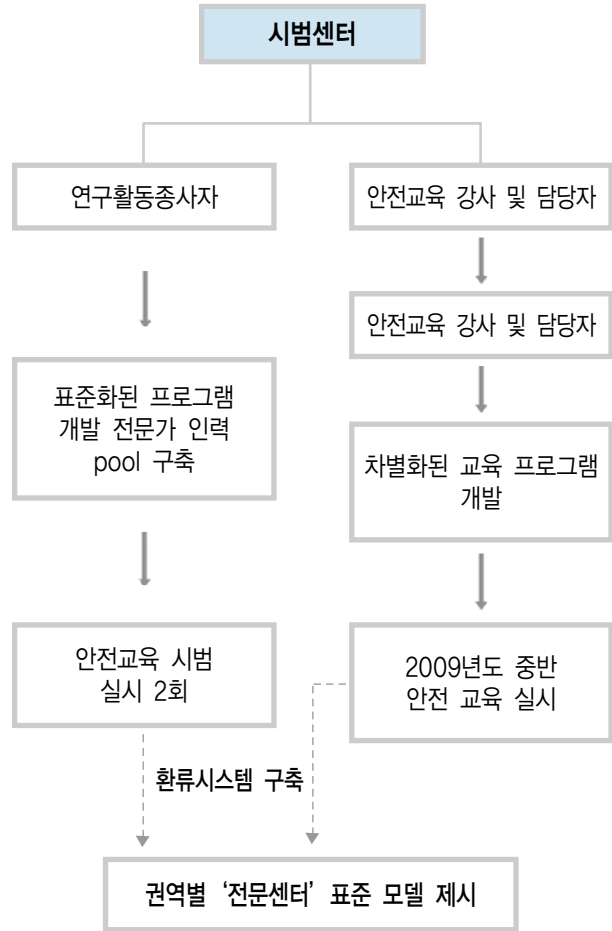 시범센터
연구활동종사자
안전교육 강사 및 담당자
안전교육 강사 및 담당자
표준화된 프로그램
개발 전문가 인력
pool 구축
차별화된 교육 프로그램
개발
안전교육 시범
실시 2회
2009년도 중반
안전 교육 실시
환류시스템 구축
권역별 ‘전문센터’ 표준 모델 제시